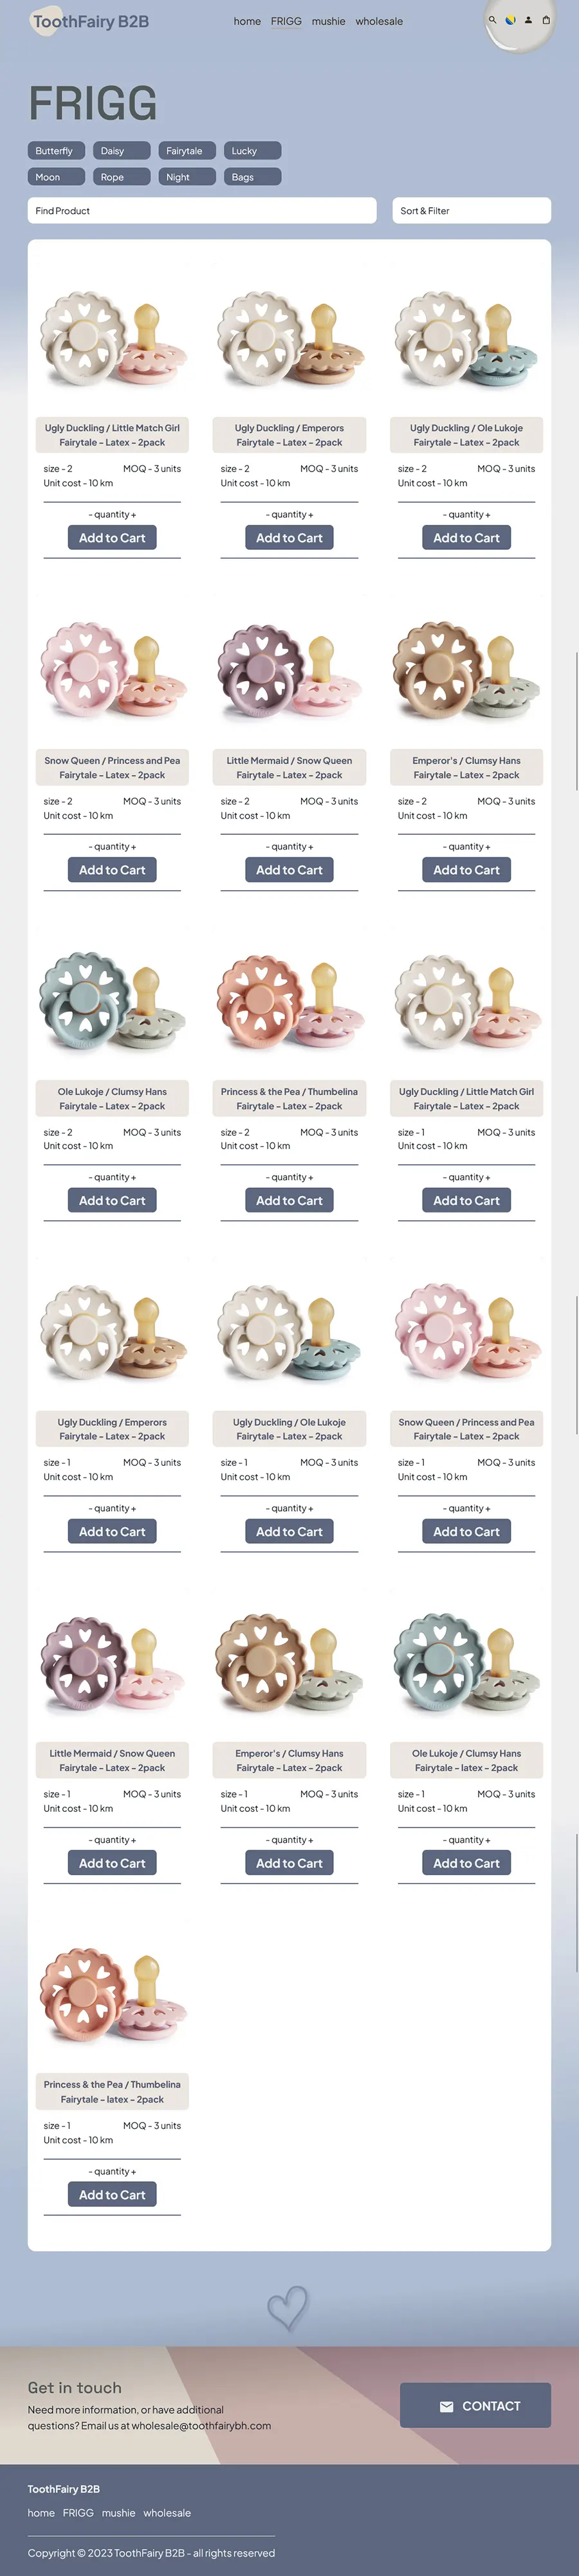 ToothFairy B2B
home FRIGG mushie wholesale
FRIGG
Butterfly Daisy Fairytale Lucky
Moon Rope Night Bags
Find Product Sort & Filter
Ugly Duckling / Little Match Girl
Fairytale - Latex - 2pack
size - 2 MOQ - 3 units
Unit cost - 10 km
- quantity +
Add to Cart
Ugly Duckling / Emperors
Fairytale - Latex - 2pack
size - 2 MOQ - 3 units
Unit cost - 10 km
- quantity +
Add to Cart
Ugly Duckling / Ole Lukoje
Fairytale - Latex - 2pack
size - 2 MOQ - 3 units
Unit cost - 10 km
- quantity +
Add to Cart
Snow Queen / Princess and Pea
Fairytale - Latex - 2pack
size - 2 MOQ - 3 units
Unit cost - 10 km
- quantity +
Add to Cart
Little Mermaid / Snow Queen
Fairytale - Latex - 2pack
size - 2 MOQ - 3 units
Unit cost - 10 km
- quantity +
Add to Cart
Emperor's / Clumsy Hans
Fairytale - Latex - 2pack
size - 2 MOQ - 3 units
Unit cost - 10 km
- quantity +
Add to Cart
Ole Lukoje / Clumsy Hans
Fairytale - Latex - 2pack
size - 2 MOQ - 3 units
Unit cost - 10 km
- quantity +
Add to Cart
Princess & the Pea / Thumbelina
Fairytale - Latex - 2pack
size - 2 MOQ - 3 units
Unit cost - 10 km
- quantity +
Add to Cart
Ugly Duckling / Little Match Girl
Fairytale - Latex - 2pack
size - 1 MOQ - 3 units
Unit cost - 10 km
- quantity +
Add to Cart
Ugly Duckling / Emperors
Fairytale - Latex - 2pack
size - 1 MOQ - 3 units
Unit cost - 10 km
- quantity +
Add to Cart
Ugly Duckling / Ole Lukoje
Fairytale - Latex - 2pack
size - 1 MOQ - 3 units
Unit cost - 10 km
- quantity +
Add to Cart
Snow Queen / Princess and Pea
Fairytale - Latex - 2pack
size - 1 MOQ - 3 units
Unit cost - 10 km
- quantity +
Add to Cart
Little Mermaid / Snow Queen
Fairytale - Latex - 2pack
size - 1 MOQ - 3 units
Unit cost - 10 km
- quantity +
Add to Cart
Emperor's / Clumsy Hans
Fairytale - Latex - 2pack
size - 1 MOQ - 3 units
Unit cost - 10 km
- quantity +
Add to Cart
Ole Lukoje / Clumsy Hans
Fairytale - latex - 2pack
size - 1 MOQ - 3 units
Unit cost - 10 km
- quantity +
Add to Cart
Princess & the Pea / Thumbelina
Fairytale - latex - 2pack
size - 1 MOQ - 3 units
Unit cost - 10 km
- quantity +
Add to Cart
Get in touch
Need more information, or have additional
questions? Email us at wholesale@toothfairybh.com
CONTACT
ToothFairy B2B
home FRIGG mushie wholesale
Copyright © 2023 ToothFairy B2B - all rights reserved